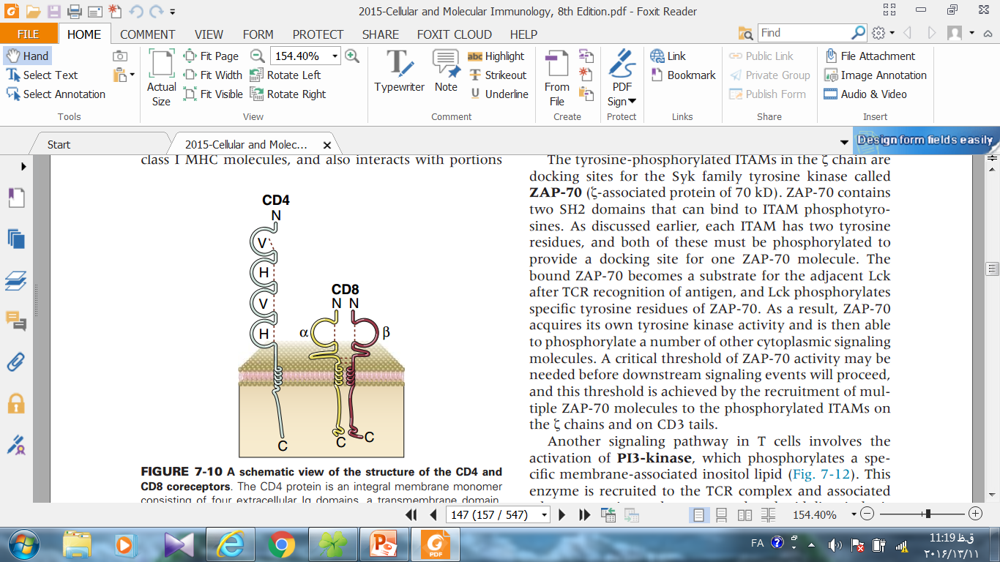 2015-Cellular and Molecular Immunology, 8th Edition.pdf - Foxit Reader
FILE HOME COMMENT VIEW FORM PROTECT SHARE FOXIT CLOUD HELP
Find
Hand
Select Text
Select Annotation
Tools
Actual Size
Fit Page
Fit Width
Fit Visible
154.40%
Rotate Left
Rotate Right
View
Typewriter
Note
abc Highlight
T Strikeout
U Underline
Comment
From File
Create
PDF Sign
Protect
Link
Bookmark
Links
Public Link
Private Group
Publish Form
Share
File Attachment
Image Annotation
Audio & Video
Insert
Start
2015-Cellular and Molec...
Design form fields easily
class I MHC molecules, and also interacts with portions
CD4
N
V
H
V
H
C
CD8
N N
α β
C C
FIGURE 7-10 A schematic view of the structure of the CD4 and
CD8 coreceptors. The CD4 protein is an integral membrane monomer
consisting of four extracellular Ig domains, a transmembrane domain,
The tyrosine-phosphorylated ITAMs in the ζ chain are
docking sites for the Syk family tyrosine kinase called
ZAP-70 (ζ-associated protein of 70 kD). ZAP-70 contains
two SH2 domains that can bind to ITAM phosphotyro-
sines. As discussed earlier, each ITAM has two tyrosine
residues, and both of these must be phosphorylated to
provide a docking site for one ZAP-70 molecule. The
bound ZAP-70 becomes a substrate for the adjacent Lck
after TCR recognition of antigen, and Lck phosphorylates
specific tyrosine residues of ZAP-70. As a result, ZAP-70
acquires its own tyrosine kinase activity and is then able
to phosphorylate a number of other cytoplasmic signaling
molecules. A critical threshold of ZAP-70 activity may be
needed before downstream signaling events will proceed,
and this threshold is achieved by the recruitment of mul-
tiple ZAP-70 molecules to the phosphorylated ITAMs on
the ζ chains and on CD3 tails.
Another signaling pathway in T cells involves the
activation of PI3-kinase, which phosphorylates a spe-
cific membrane-associated inositol lipid (Fig. 7-12). This
enzyme is recruited to the TCR complex and associated
147 (157 / 547)
154.40%
PDF
FA
11:19 ق.ظ
۲۰۱۶/۱۳/۱۱